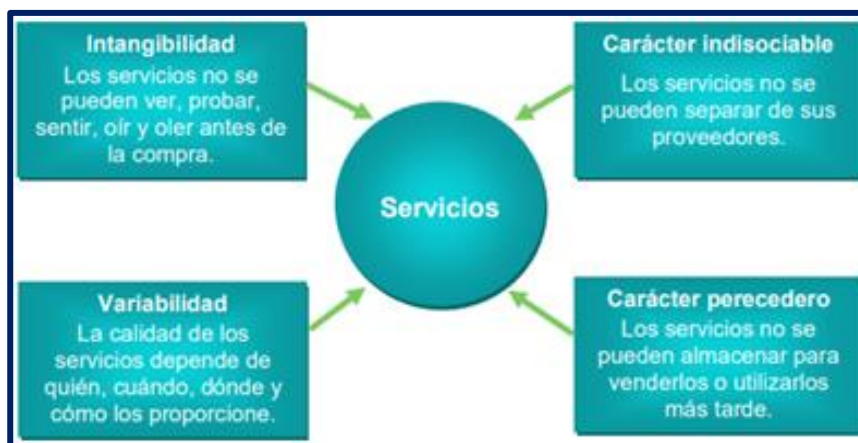 Intangibilidad
Los servicios no se
pueden ver, probar,
sentir, oír y oler antes de
la compra.
Carácter indisociable
Los servicios no se
pueden separar de sus
proveedores.
Servicios
Variabilidad
La calidad de los
servicios depende de
quién, cuándo, dónde y
cómo los proporcione.
Carácter perecedero
Los servicios no se
pueden almacenar para
venderlos o utilizarlos
más tarde.